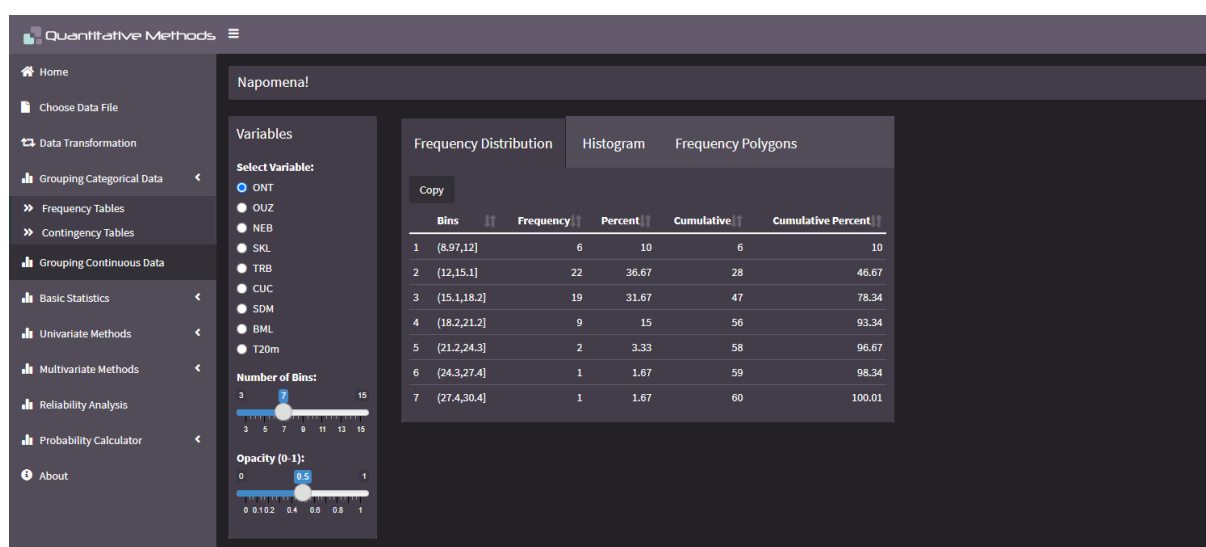 Quantitative Methods
Home
Choose Data File
Data Transformation
Grouping Categorical Data
Frequency Tables
Contingency Tables
Grouping Continuous Data
Basic Statistics
Univariate Methods
Multivariate Methods
Reliability Analysis
Probability Calculator
About
Napomena!
Variables
Select Variable:
ONT
OUZ
NEB
SKL
TRB
CUC
SDM
BML
T20m
Number of Bins:
3 7 15
3 5 7 9 11 13 15
Opacity (0-1):
0 0.5 1
0 0.1 0.2 0.4 0.6 0.8 1
Frequency Distribution Histogram Frequency Polygons
Copy
Bins Frequency Percent Cumulative Cumulative Percent
1 (8.97,12] 6 10 6 10
2 (12,15.1] 22 36.67 28 46.67
3 (15.1,18.2] 19 31.67 47 78.34
4 (18.2,21.2] 9 15 56 93.34
5 (21.2,24.3] 2 3.33 58 96.67
6 (24.3,27.4] 1 1.67 59 98.34
7 (27.4,30.4] 1 1.67 60 100.01